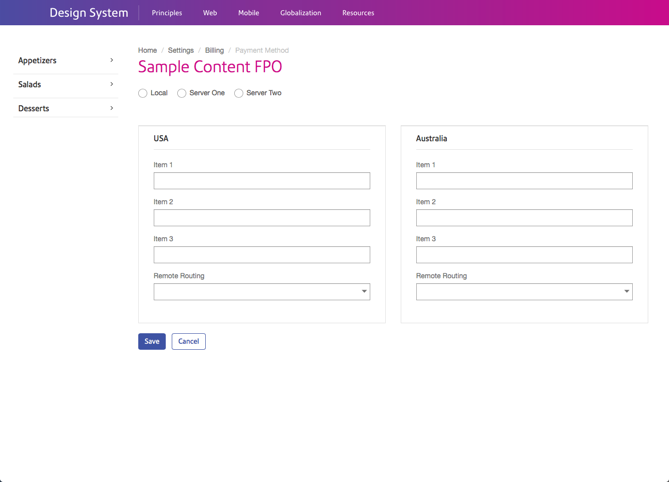 Design System Principles Web Mobile Globalization Resources
Appetizers
Salads
Desserts
Home / Settings / Billing / Payment Method
Sample Content FPO
Local Server One Server Two
USA
Item 1
Item 2
Item 3
Remote Routing
Australia
Item 1
Item 2
Item 3
Remote Routing
Save Cancel